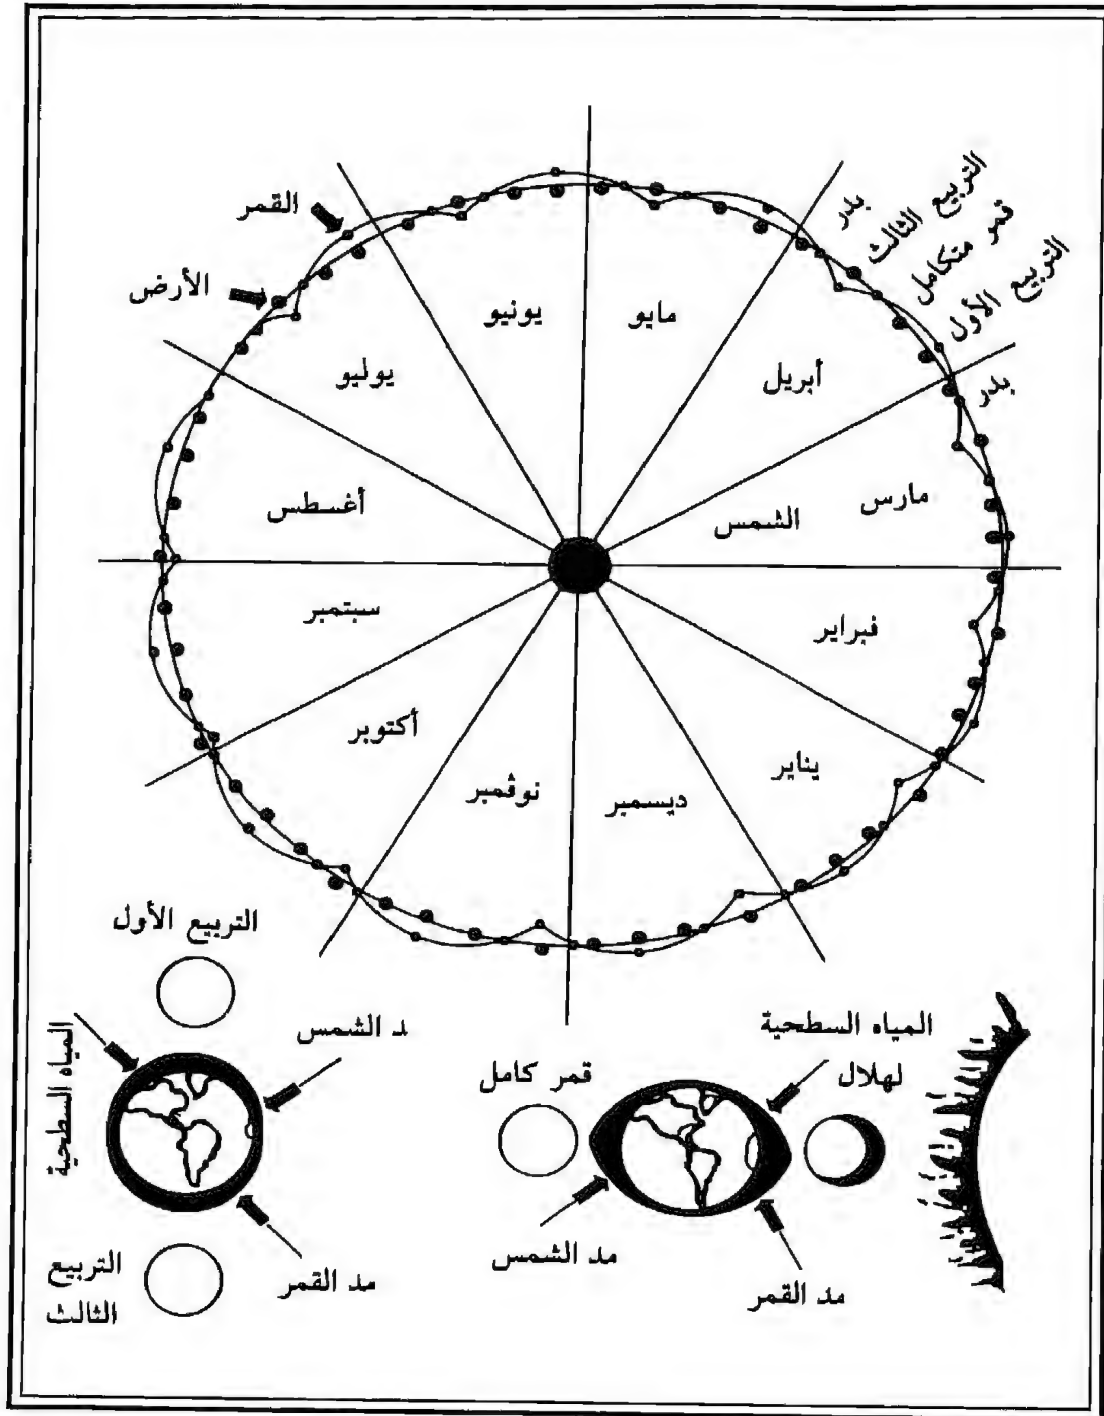 بدر
التربيع الثالث
قمر متكامل
التربيع الأول
بدر
القمر
الأرض
مايو
يونيو
أبريل
يوليو
مارس
الشمس
أغسطس
فبراير
سبتمبر
أكتوبر
يناير
نوڤمبر
ديسمبر
التربيع الأول
المياه السطحية
ىد الشمس
مد القمر
التربيع
الثالث
المياه السطحية
لهلال
قمر كامل
مد الشمس
مد القمر